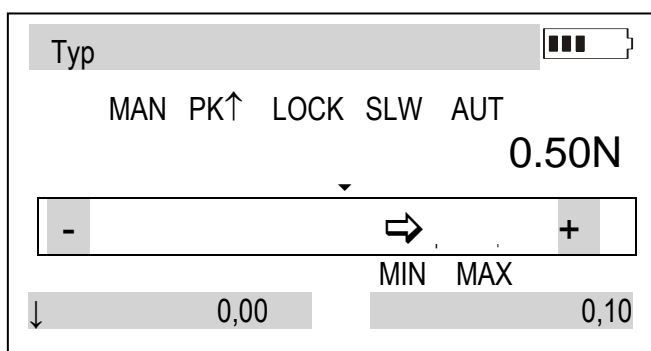 Typ
MAN PK↑ LOCK SLW AUT
0.50N
- +
MIN MAX
↓ 0,00 0,10